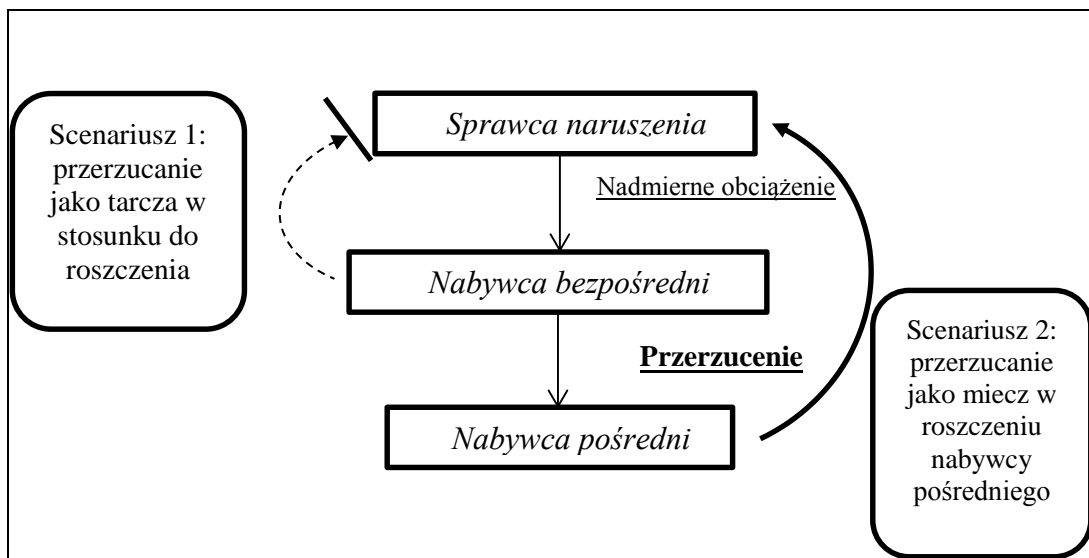 Scenariusz 1:
przerzucanie
jako tarcza w
stosunku do
roszczenia
Sprawca naruszenia
Nadmierne obciążenie
Nabywca bezpośredni
Przerzucenie
Nabywca pośredni
Scenariusz 2:
przerzucanie
jako miecz w
roszczeniu
nabywcy
pośredniego